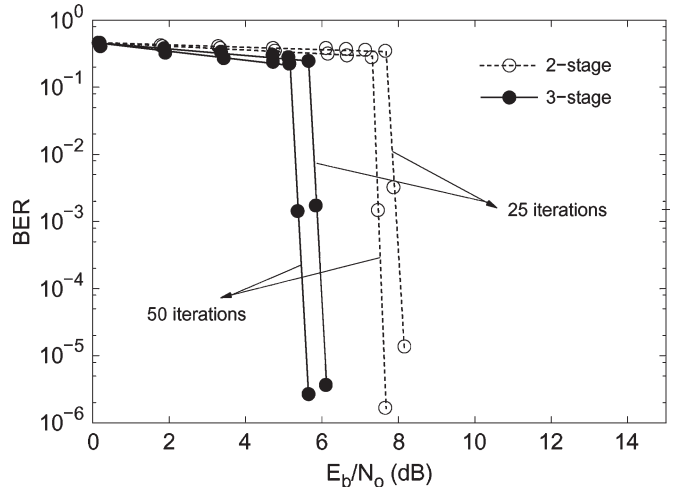 10^0
10^-1
10^-2
10^-3
10^-4
10^-5
10^-6
BER
2-stage
3-stage
25 iterations
50 iterations
0 2 4 6 8 10 12 14
E_b/N_o (dB)